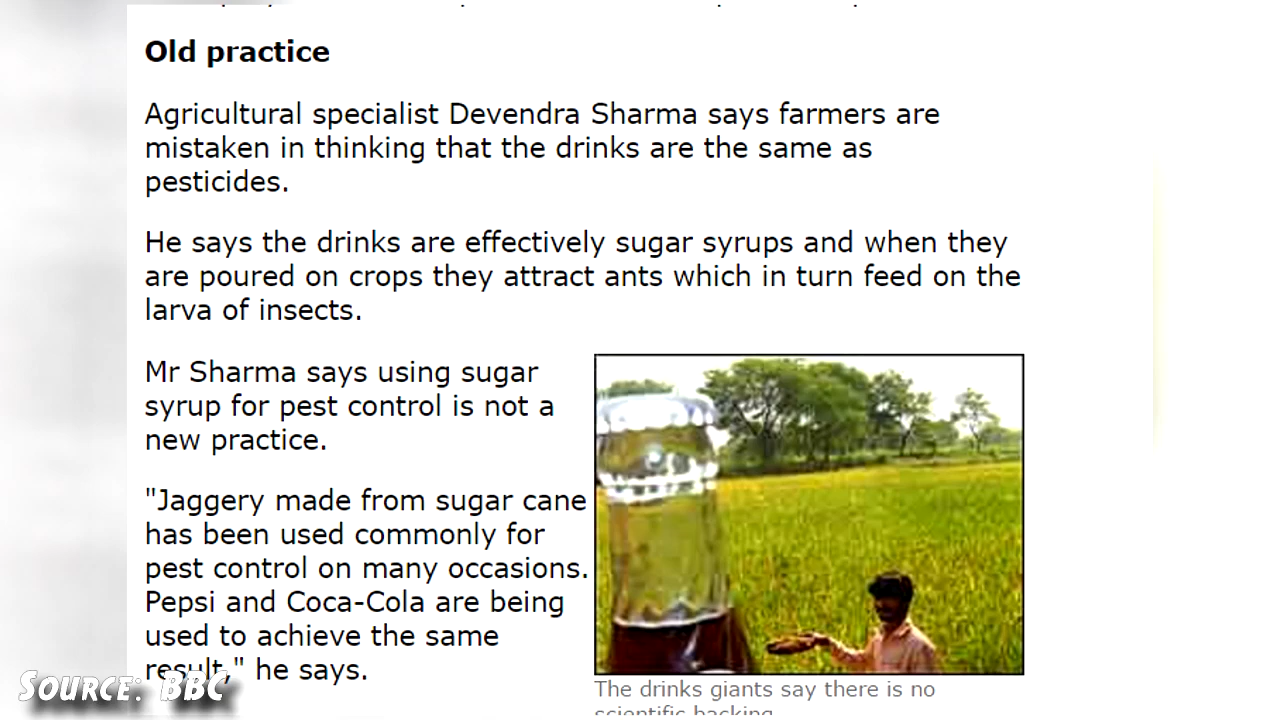 Old practice
Agricultural specialist Devendra Sharma says farmers are
mistaken in thinking that the drinks are the same as
pesticides.
He says the drinks are effectively sugar syrups and when they
are poured on crops they attract ants which in turn feed on the
larva of insects.
Mr Sharma says using sugar
syrup for pest control is not a
new practice.
"Jaggery made from sugar cane
has been used commonly for
pest control on many occasions.
Pepsi and Coca-Cola are being
used to achieve the same
result," he says.
The drinks giants say there is no
scientific backing
Source: BBC